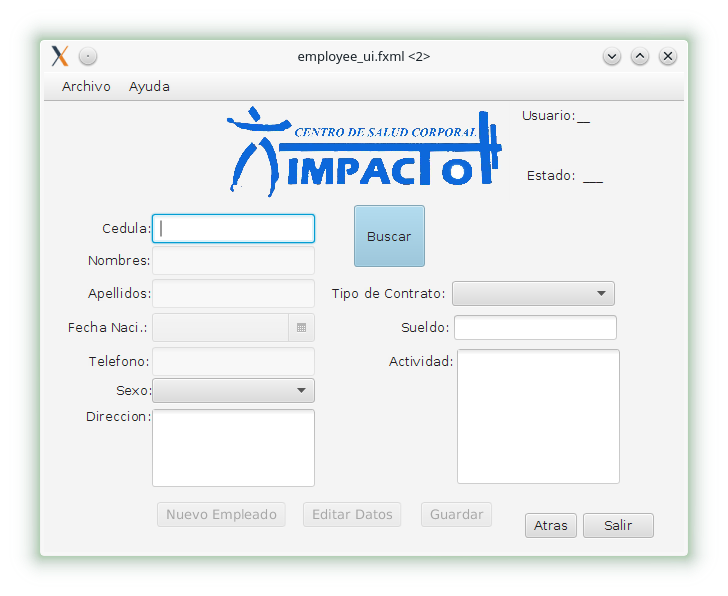 employee_ui.fxml <2>
Archivo Ayuda
CENTRO DE SALUD CORPORAL
IMPACTO
Usuario:__
Estado: ___
Cedula:
Buscar
Nombres:
Apellidos:
Tipo de Contrato:
Fecha Naci.:
Sueldo:
Telefono:
Actividad:
Sexo:
Direccion:
Nuevo Empleado
Editar Datos
Guardar
Atras
Salir